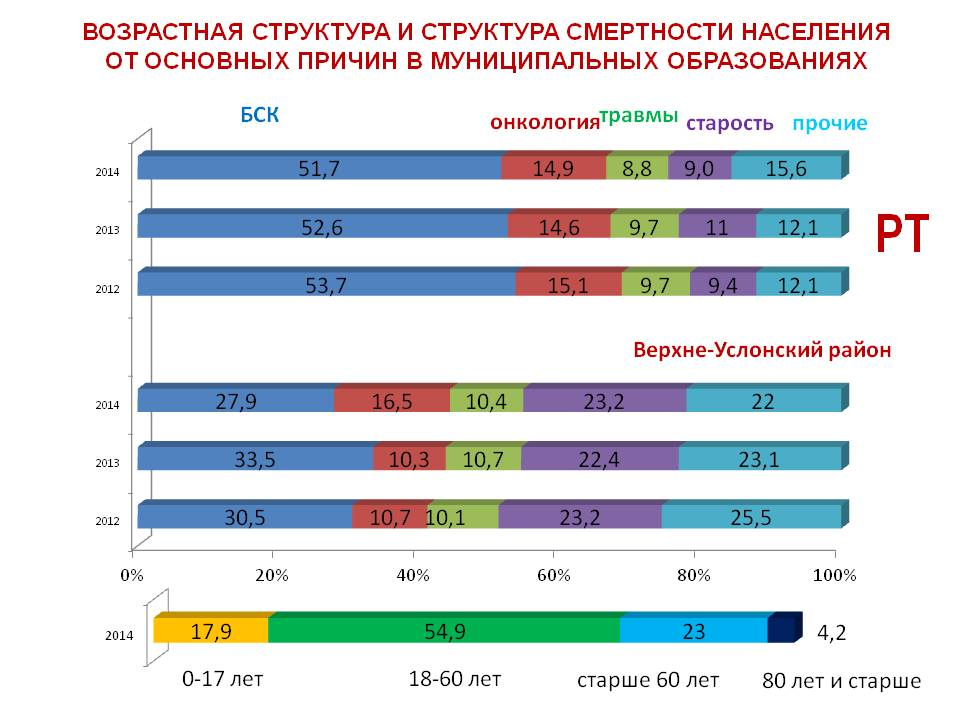 ВОЗРАСТНАЯ СТРУКТУРА И СТРУКТУРА СМЕРТНОСТИ НАСЕЛЕНИЯ
ОТ ОСНОВНЫХ ПРИЧИН В МУНИЦИПАЛЬНЫХ ОБРАЗОВАНИЯХ
БСК онкология травмы старость прочие
2014 51,7 14,9 8,8 9,0 15,6
2013 52,6 14,6 9,7 11 12,1
РТ
2012 53,7 15,1 9,7 9,4 12,1
Верхне-Услонский район
2014 27,9 16,5 10,4 23,2 22
2013 33,5 10,3 10,7 22,4 23,1
2012 30,5 10,7 10,1 23,2 25,5
0% 20% 40% 60% 80% 100%
2014 17,9 54,9 23 4,2
0-17 лет 18-60 лет старше 60 лет 80 лет и старше